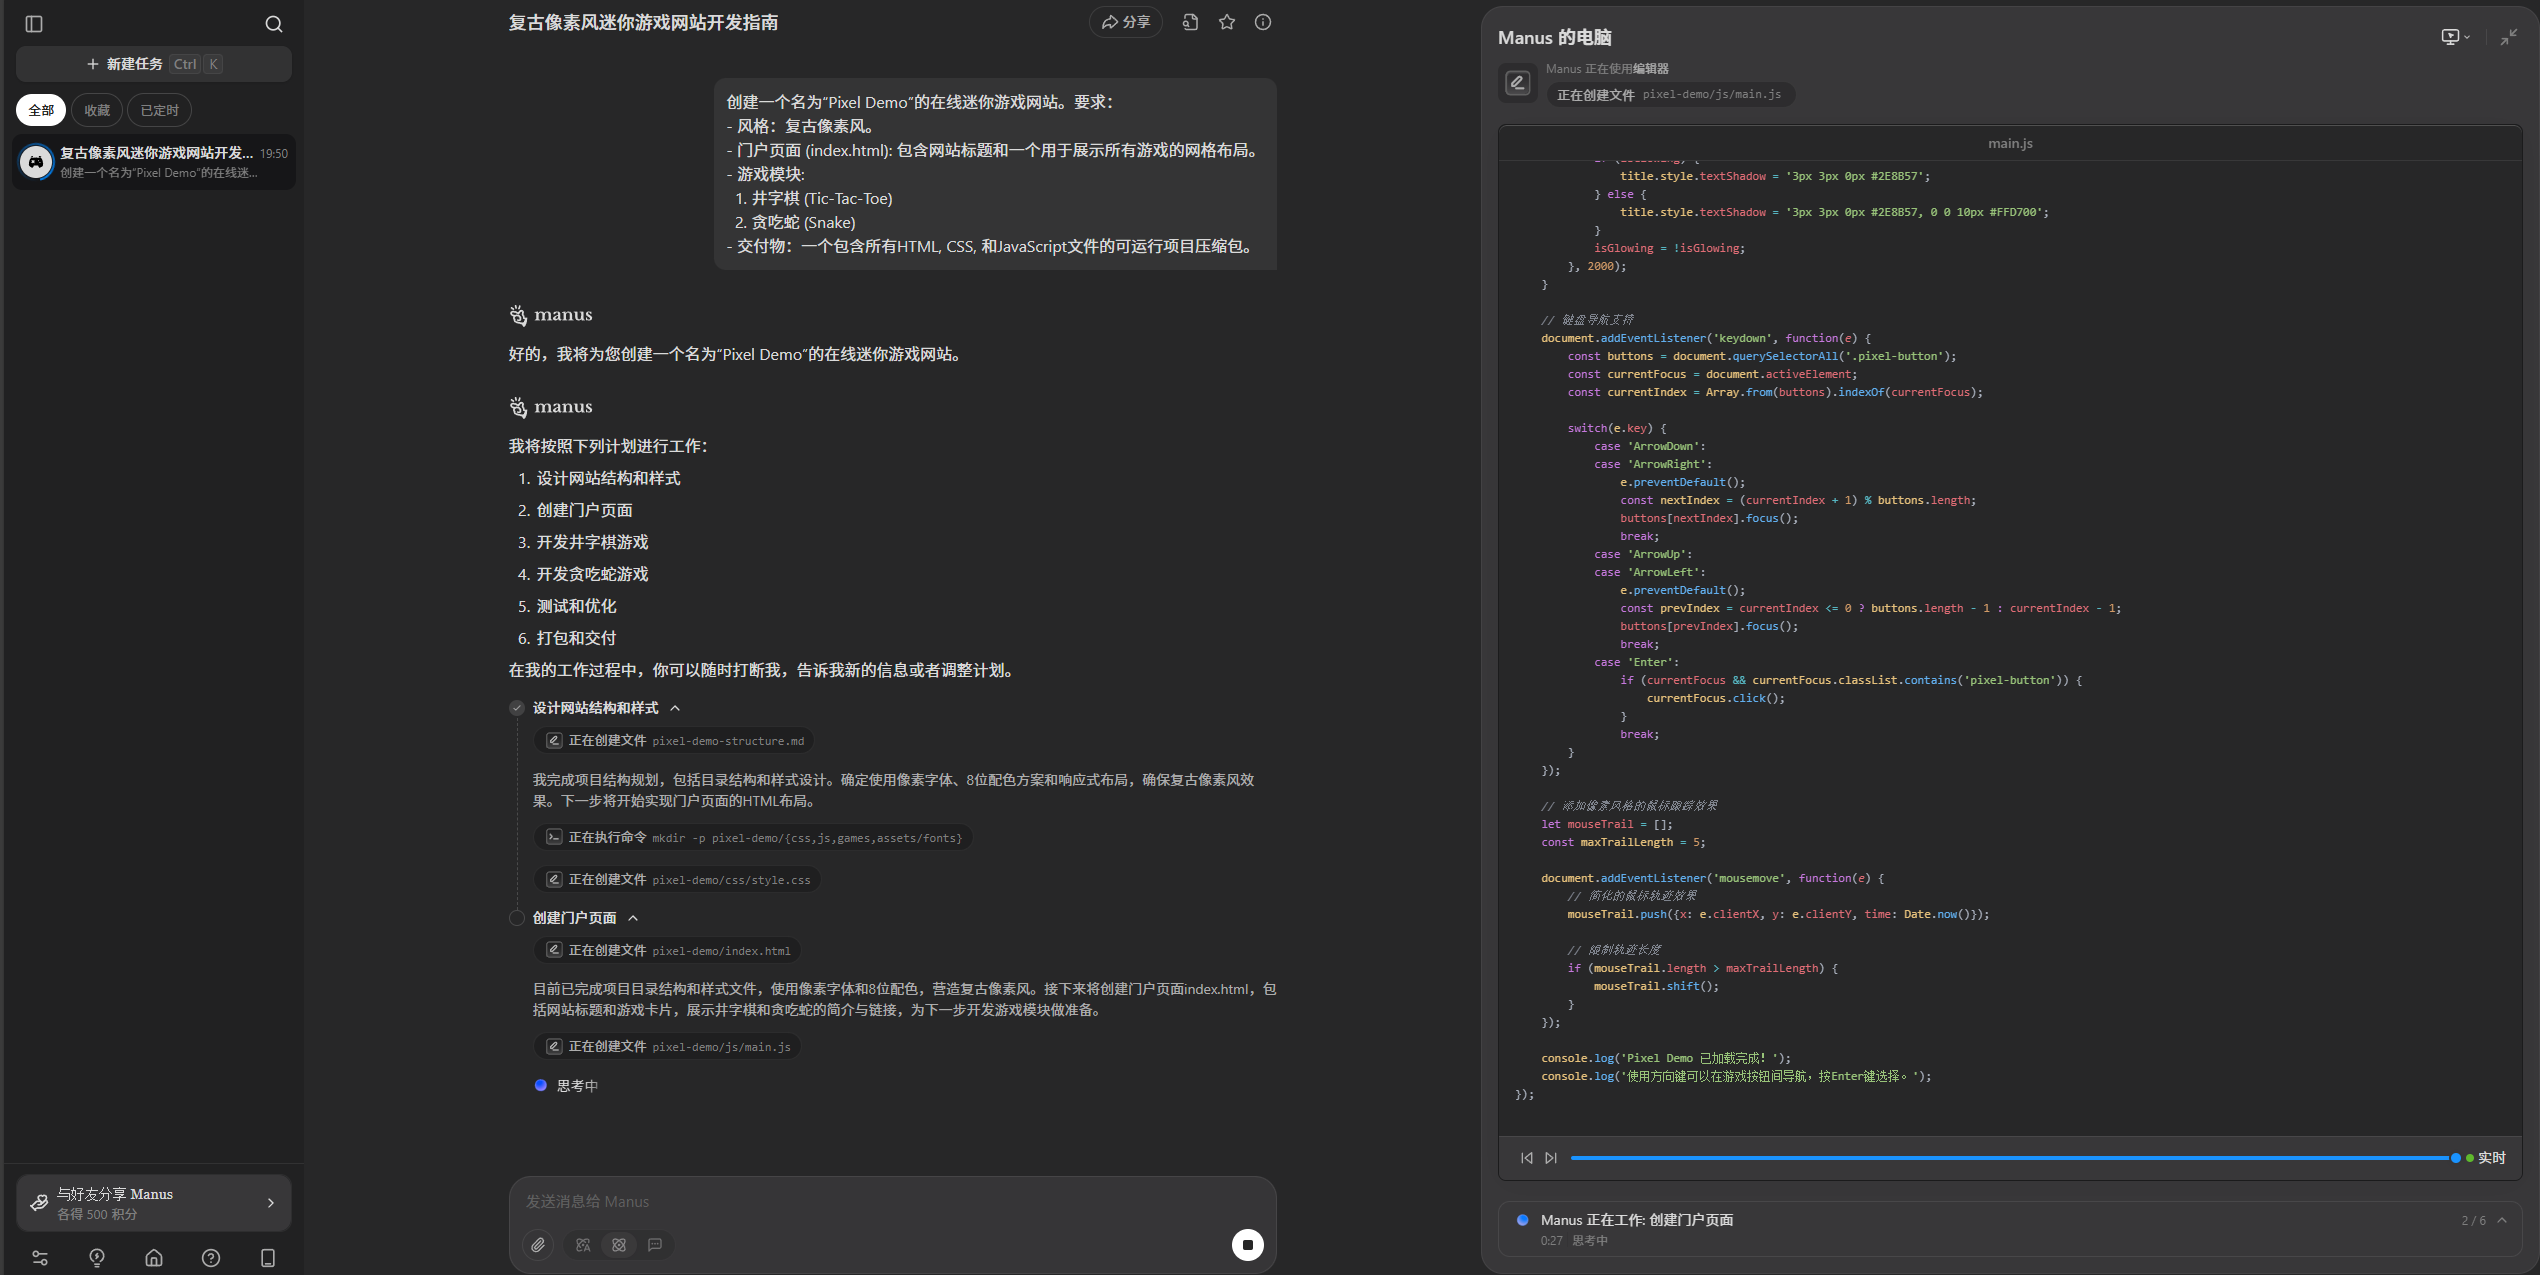 新建任务 Ctrl K
全部 收藏 已定时
复古像素风迷你游戏网站开发... 19:50
创建一个名为“Pixel Demo”的在线迷...
与好友分享 Manus
各得 500 积分
复古像素风迷你游戏网站开发指南
分享
创建一个名为“Pixel Demo”的在线迷你游戏网站。要求：
- 风格：复古像素风。
- 门户页面 (index.html): 包含网站标题和一个用于展示所有游戏的网格布局。
- 游戏模块:
1. 井字棋 (Tic-Tac-Toe)
2. 贪吃蛇 (Snake)
- 交付物：一个包含所有HTML, CSS, 和JavaScript文件的可运行项目压缩包。
manus
好的，我将为您创建一个名为“Pixel Demo”的在线迷你游戏网站。
manus
我将按照下列计划进行工作：
1. 设计网站结构和样式
2. 创建门户页面
3. 开发井字棋游戏
4. 开发贪吃蛇游戏
5. 测试和优化
6. 打包和交付
在我的工作过程中，你可以随时打断我，告诉我新的信息或者调整计划。
设计网站结构和样式
正在创建文件 pixel-demo-structure.md
我完成项目结构规划，包括目录结构和样式设计。确定使用像素字体、8位配色方案和响应式布局，确保复古像素风效
果。下一步将开始实现门户页面的HTML布局。
正在执行命令 mkdir -p pixel-demo/{css,js,games,assets/fonts}
正在创建文件 pixel-demo/css/style.css
创建门户页面
正在创建文件 pixel-demo/index.html
目前已完成项目目录结构和样式文件，使用像素字体和8位配色，营造复古像素风。接下来将创建门户页面index.html，包
括网站标题和游戏卡片，展示井字棋和贪吃蛇的简介与链接，为下一步开发游戏模块做准备。
正在创建文件 pixel-demo/js/main.js
思考中
发送消息给 Manus
Manus 的电脑
Manus 正在使用编辑器
正在创建文件 pixel-demo/js/main.js
main.js
title.style.textShadow = '3px 3px 0px #2E8B57';
} else {
title.style.textShadow = '3px 3px 0px #2E8B57, 0 0 10px #FFD700';
}
isGlowing = !isGlowing;
}, 2000);
}
// 键盘导航支持
document.addEventListener('keydown', function(e) {
const buttons = document.querySelectorAll('.pixel-button');
const currentFocus = document.activeElement;
const currentIndex = Array.from(buttons).indexOf(currentFocus);
switch(e.key) {
case 'ArrowDown':
case 'ArrowRight':
e.preventDefault();
const nextIndex = (currentIndex + 1) % buttons.length;
buttons[nextIndex].focus();
break;
case 'ArrowUp':
case 'ArrowLeft':
e.preventDefault();
const prevIndex = currentIndex <= 0 ? buttons.length - 1 : currentIndex - 1;
buttons[prevIndex].focus();
break;
case 'Enter':
if (currentFocus && currentFocus.classList.contains('pixel-button')) {
currentFocus.click();
}
break;
}
});
// 添加像素风格的鼠标跟踪效果
let mouseTrail = [];
const maxTrailLength = 5;
document.addEventListener('mousemove', function(e) {
// 简化的鼠标轨迹效果
mouseTrail.push({x: e.clientX, y: e.clientY, time: Date.now()});
// 限制轨迹长度
if (mouseTrail.length > maxTrailLength) {
mouseTrail.shift();
}
});
console.log('Pixel Demo 已加载完成！');
console.log('使用方向键可以在游戏按钮间导航，按Enter键选择。');
});
实时
Manus 正在工作: 创建门户页面 2 / 6
0:27 思考中